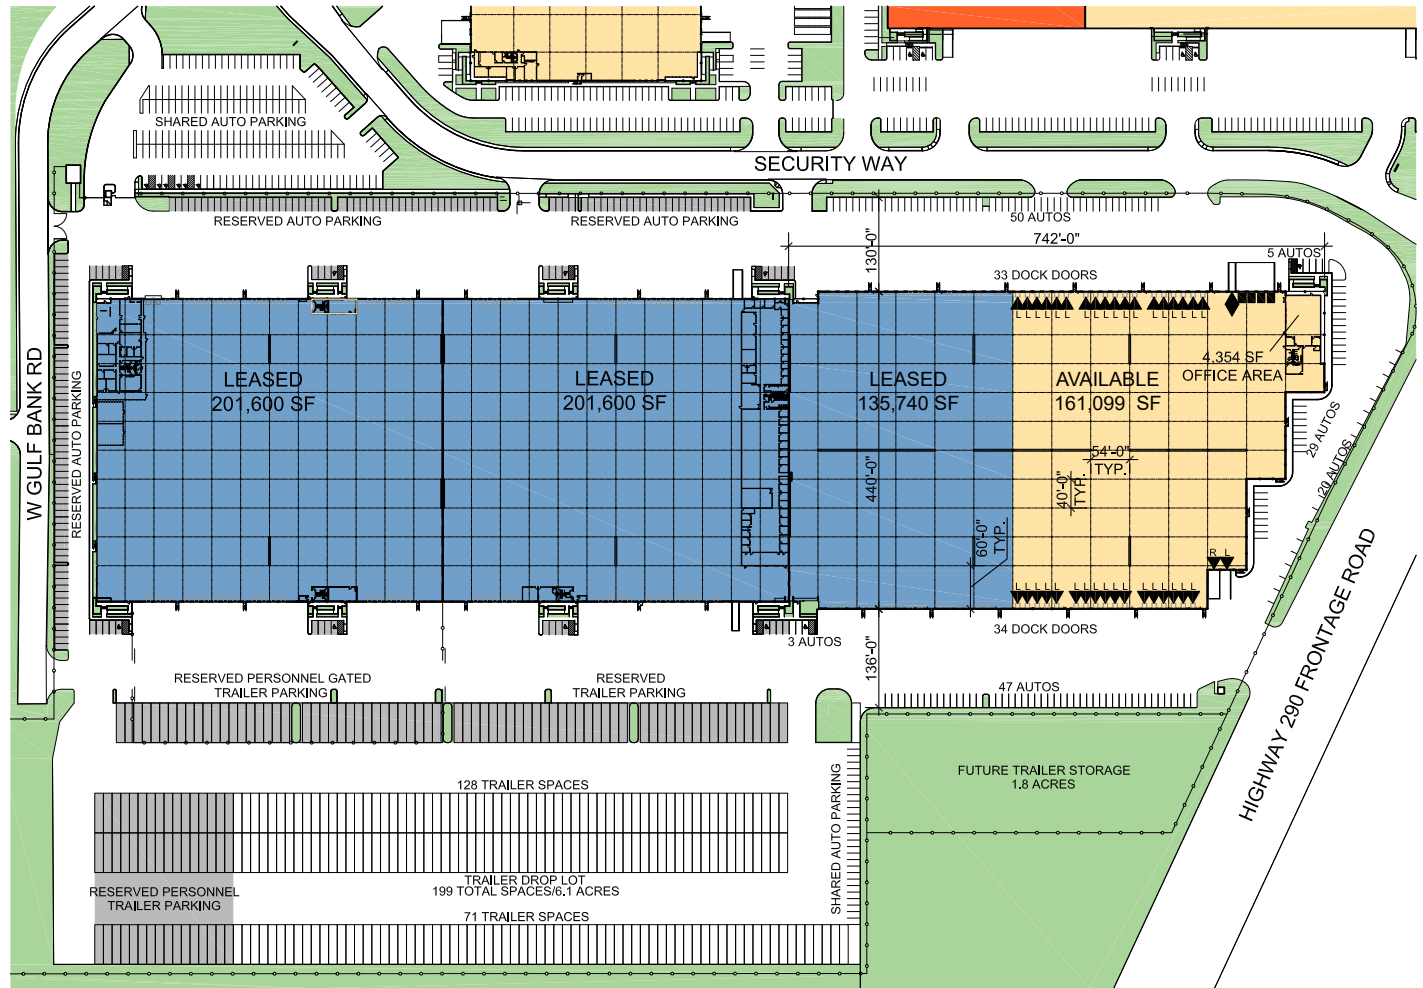 SHARED AUTO PARKING
SECURITY WAY
RESERVED AUTO PARKING
RESERVED AUTO PARKING
50 AUTOS
130'-0"
742'-0"
5 AUTOS
33 DOCK DOORS
L L L L L L
L L L L L L
L L L L L L
W GULF BANK RD
RESERVED AUTO PARKING
LEASED
201,600 SF
LEASED
201,600 SF
LEASED
135,740 SF
AVAILABLE
161,099 SF
4,354 SF
OFFICE AREA
29 AUTOS
20 AUTOS
54'-0"
TYP.
40'-0"
TYP.
440'-0"
60'-0"
TYP.
R L
34 DOCK DOORS
3 AUTOS
136'-0"
HIGHWAY 290 FRONTAGE ROAD
RESERVED PERSONNEL GATED
TRAILER PARKING
RESERVED
TRAILER PARKING
47 AUTOS
128 TRAILER SPACES
SHARED AUTO PARKING
FUTURE TRAILER STORAGE
1.8 ACRES
TRAILER DROP LOT
199 TOTAL SPACES/6.1 ACRES
RESERVED PERSONNEL
TRAILER PARKING
71 TRAILER SPACES